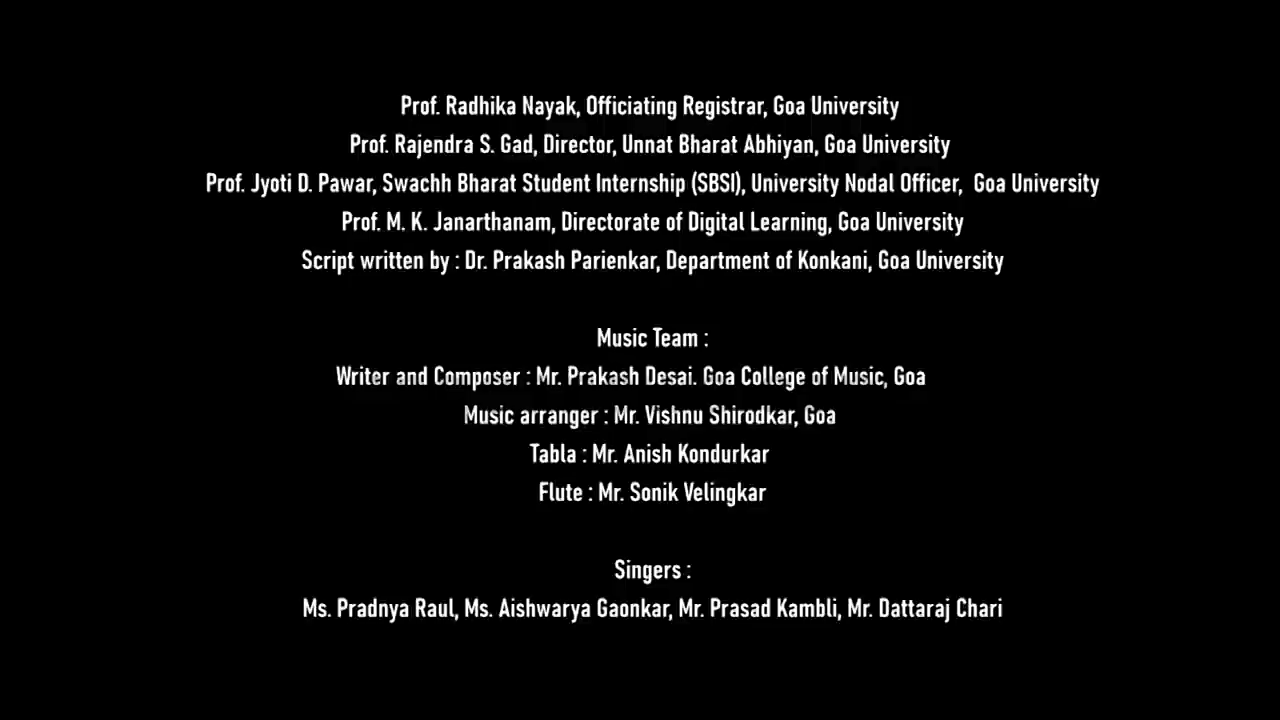 Prof. Radhika Nayak, Officiating Registrar, Goa University
Prof. Rajendra S. Gad, Director, Unnat Bharat Abhiyan, Goa University
Prof. Jyoti D. Pawar, Swachh Bharat Student Internship (SBSI), University Nodal Officer,  Goa University
Prof. M. K. Janarthanam, Directorate of Digital Learning, Goa University
Script written by : Dr. Prakash Parienkar, Department of Konkani, Goa University
Music Team :
Writer and Composer : Mr. Prakash Desai. Goa College of Music, Goa
Music arranger : Mr. Vishnu Shirodkar, Goa
Tabla : Mr. Anish Kondurkar
Flute : Mr. Sonik Velingkar
Singers :
Ms. Pradnya Raul, Ms. Aishwarya Gaonkar, Mr. Prasad Kambli, Mr. Dattaraj Chari